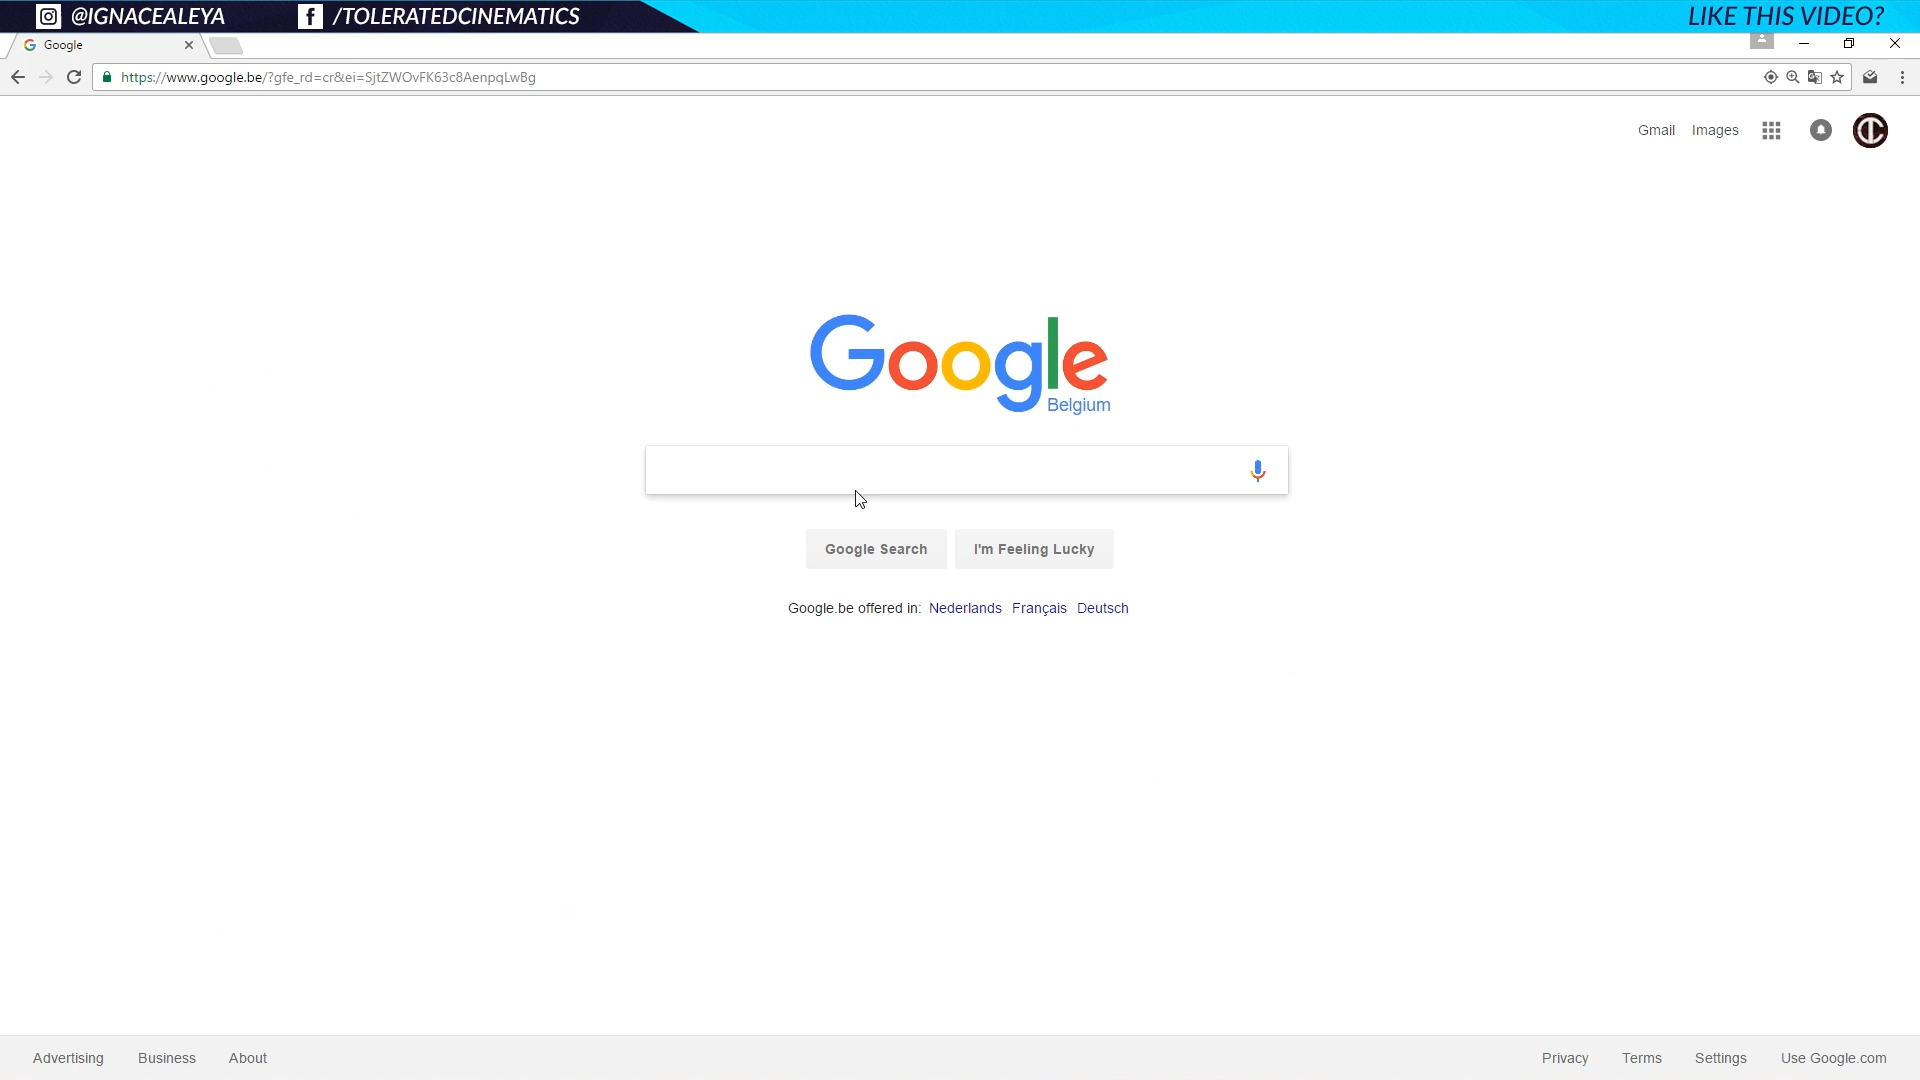 @IGNACEALEYA
/TOLERATEDCINEMATICS
LIKE THIS VIDEO?
Google
https://www.google.be/?gfe_rd=cr&ei=SjtZWOvFK63c8AenpqLwBg
Gmail Images
Google
Belgium
Google Search I'm Feeling Lucky
Google.be offered in: Nederlands Français Deutsch
Advertising Business About
Privacy Terms Settings Use Google.com